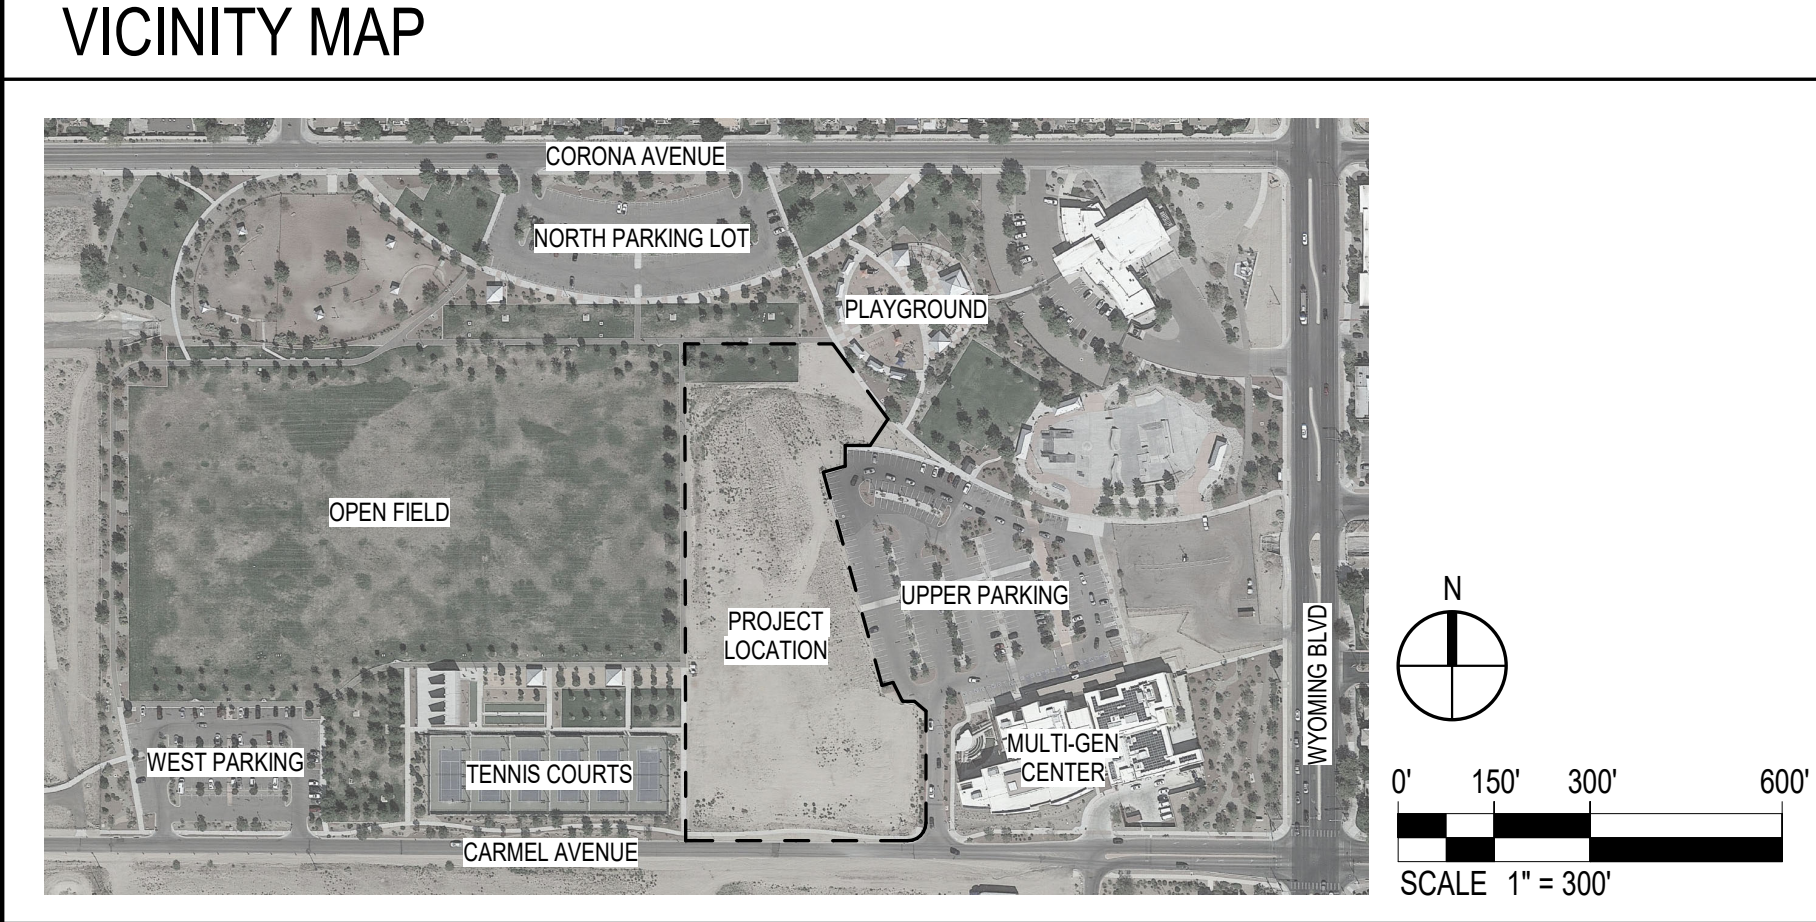 VICINITY MAP
CORONA AVENUE
NORTH PARKING LOT
PLAYGROUND
OPEN FIELD
UPPER PARKING
PROJECT
LOCATION
WYOMING BLVD
MULTI-GEN
CENTER
WEST PARKING
TENNIS COURTS
CARMEL AVENUE
N
0' 150' 300' 600'
SCALE 1" = 300'